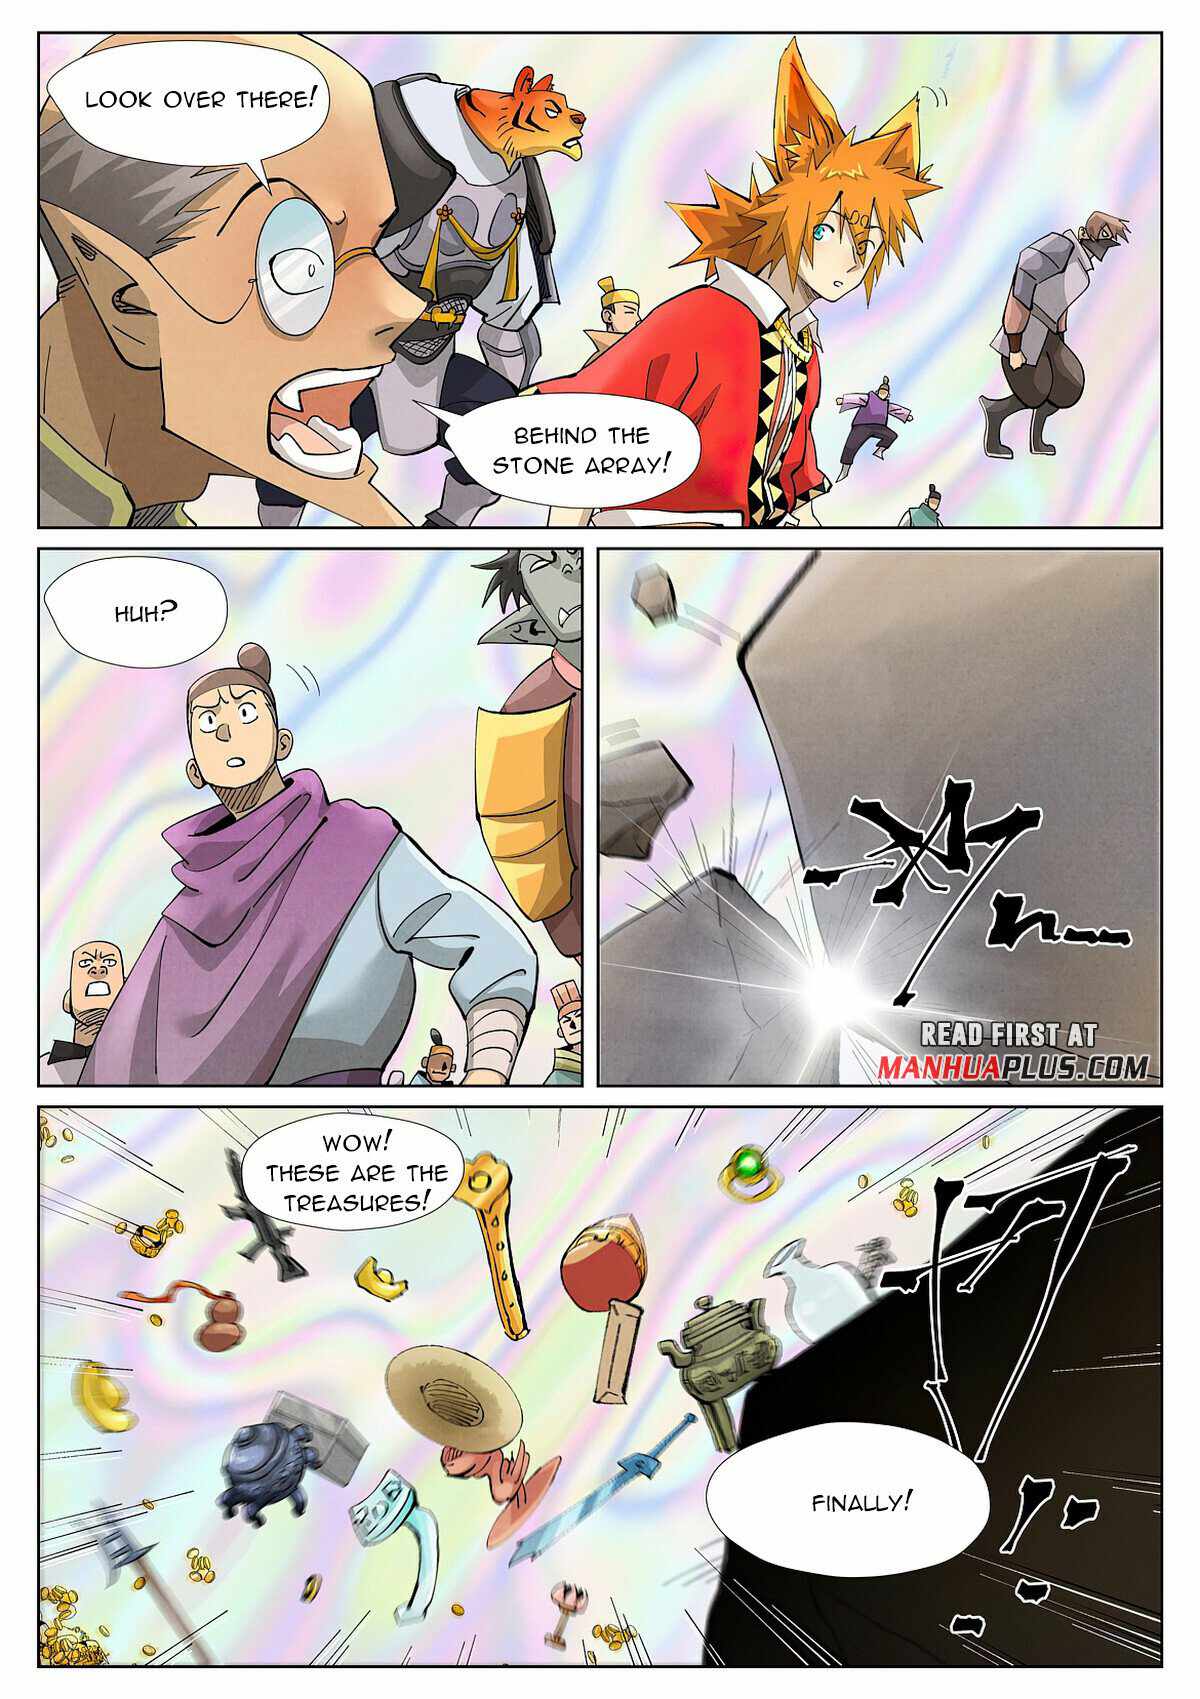 LOOK OVER THERE!
BEHIND THE
STONE ARRAY!
HUH?
READ FIRST AT
MANHUAPLUS.COM
WOW!
THESE ARE THE
TREASURES!
FINALLY!